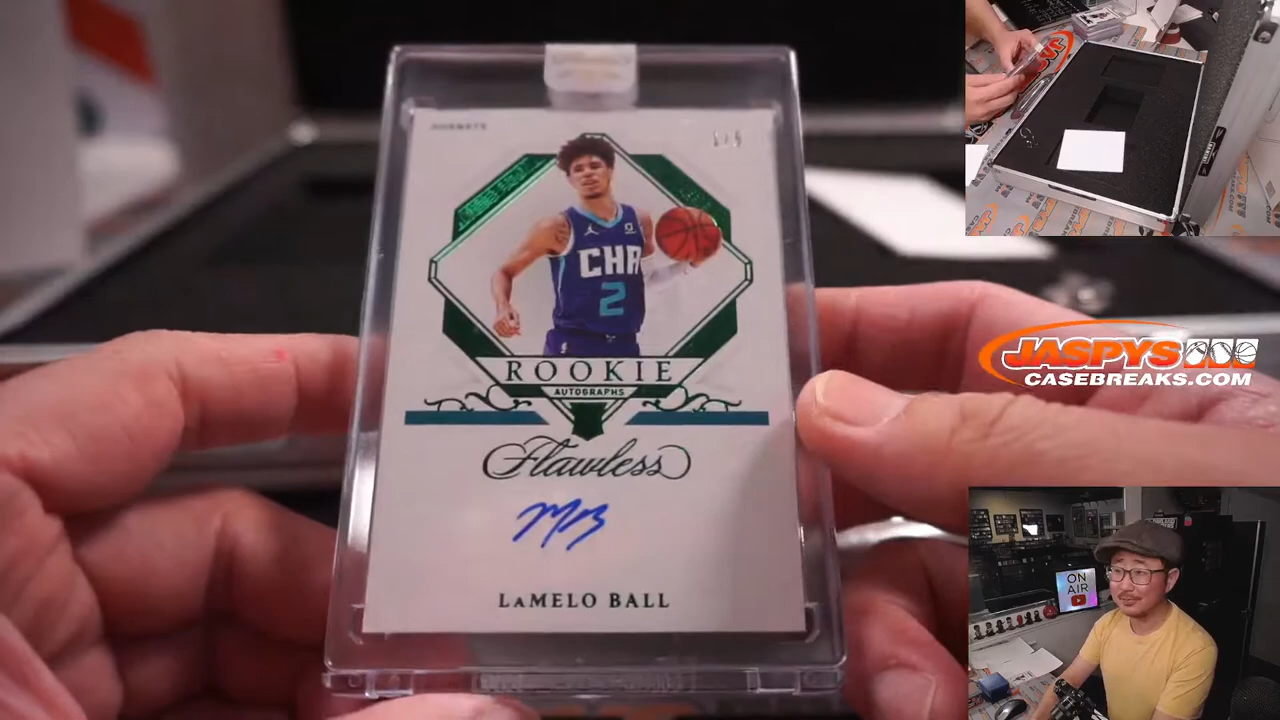 HORNETS
CHA
2
ROOKIE
AUTOGRAPHS
Flawless
LAMELO BALL
JASPYS
CASEBREAKS.COM
ON
AIR